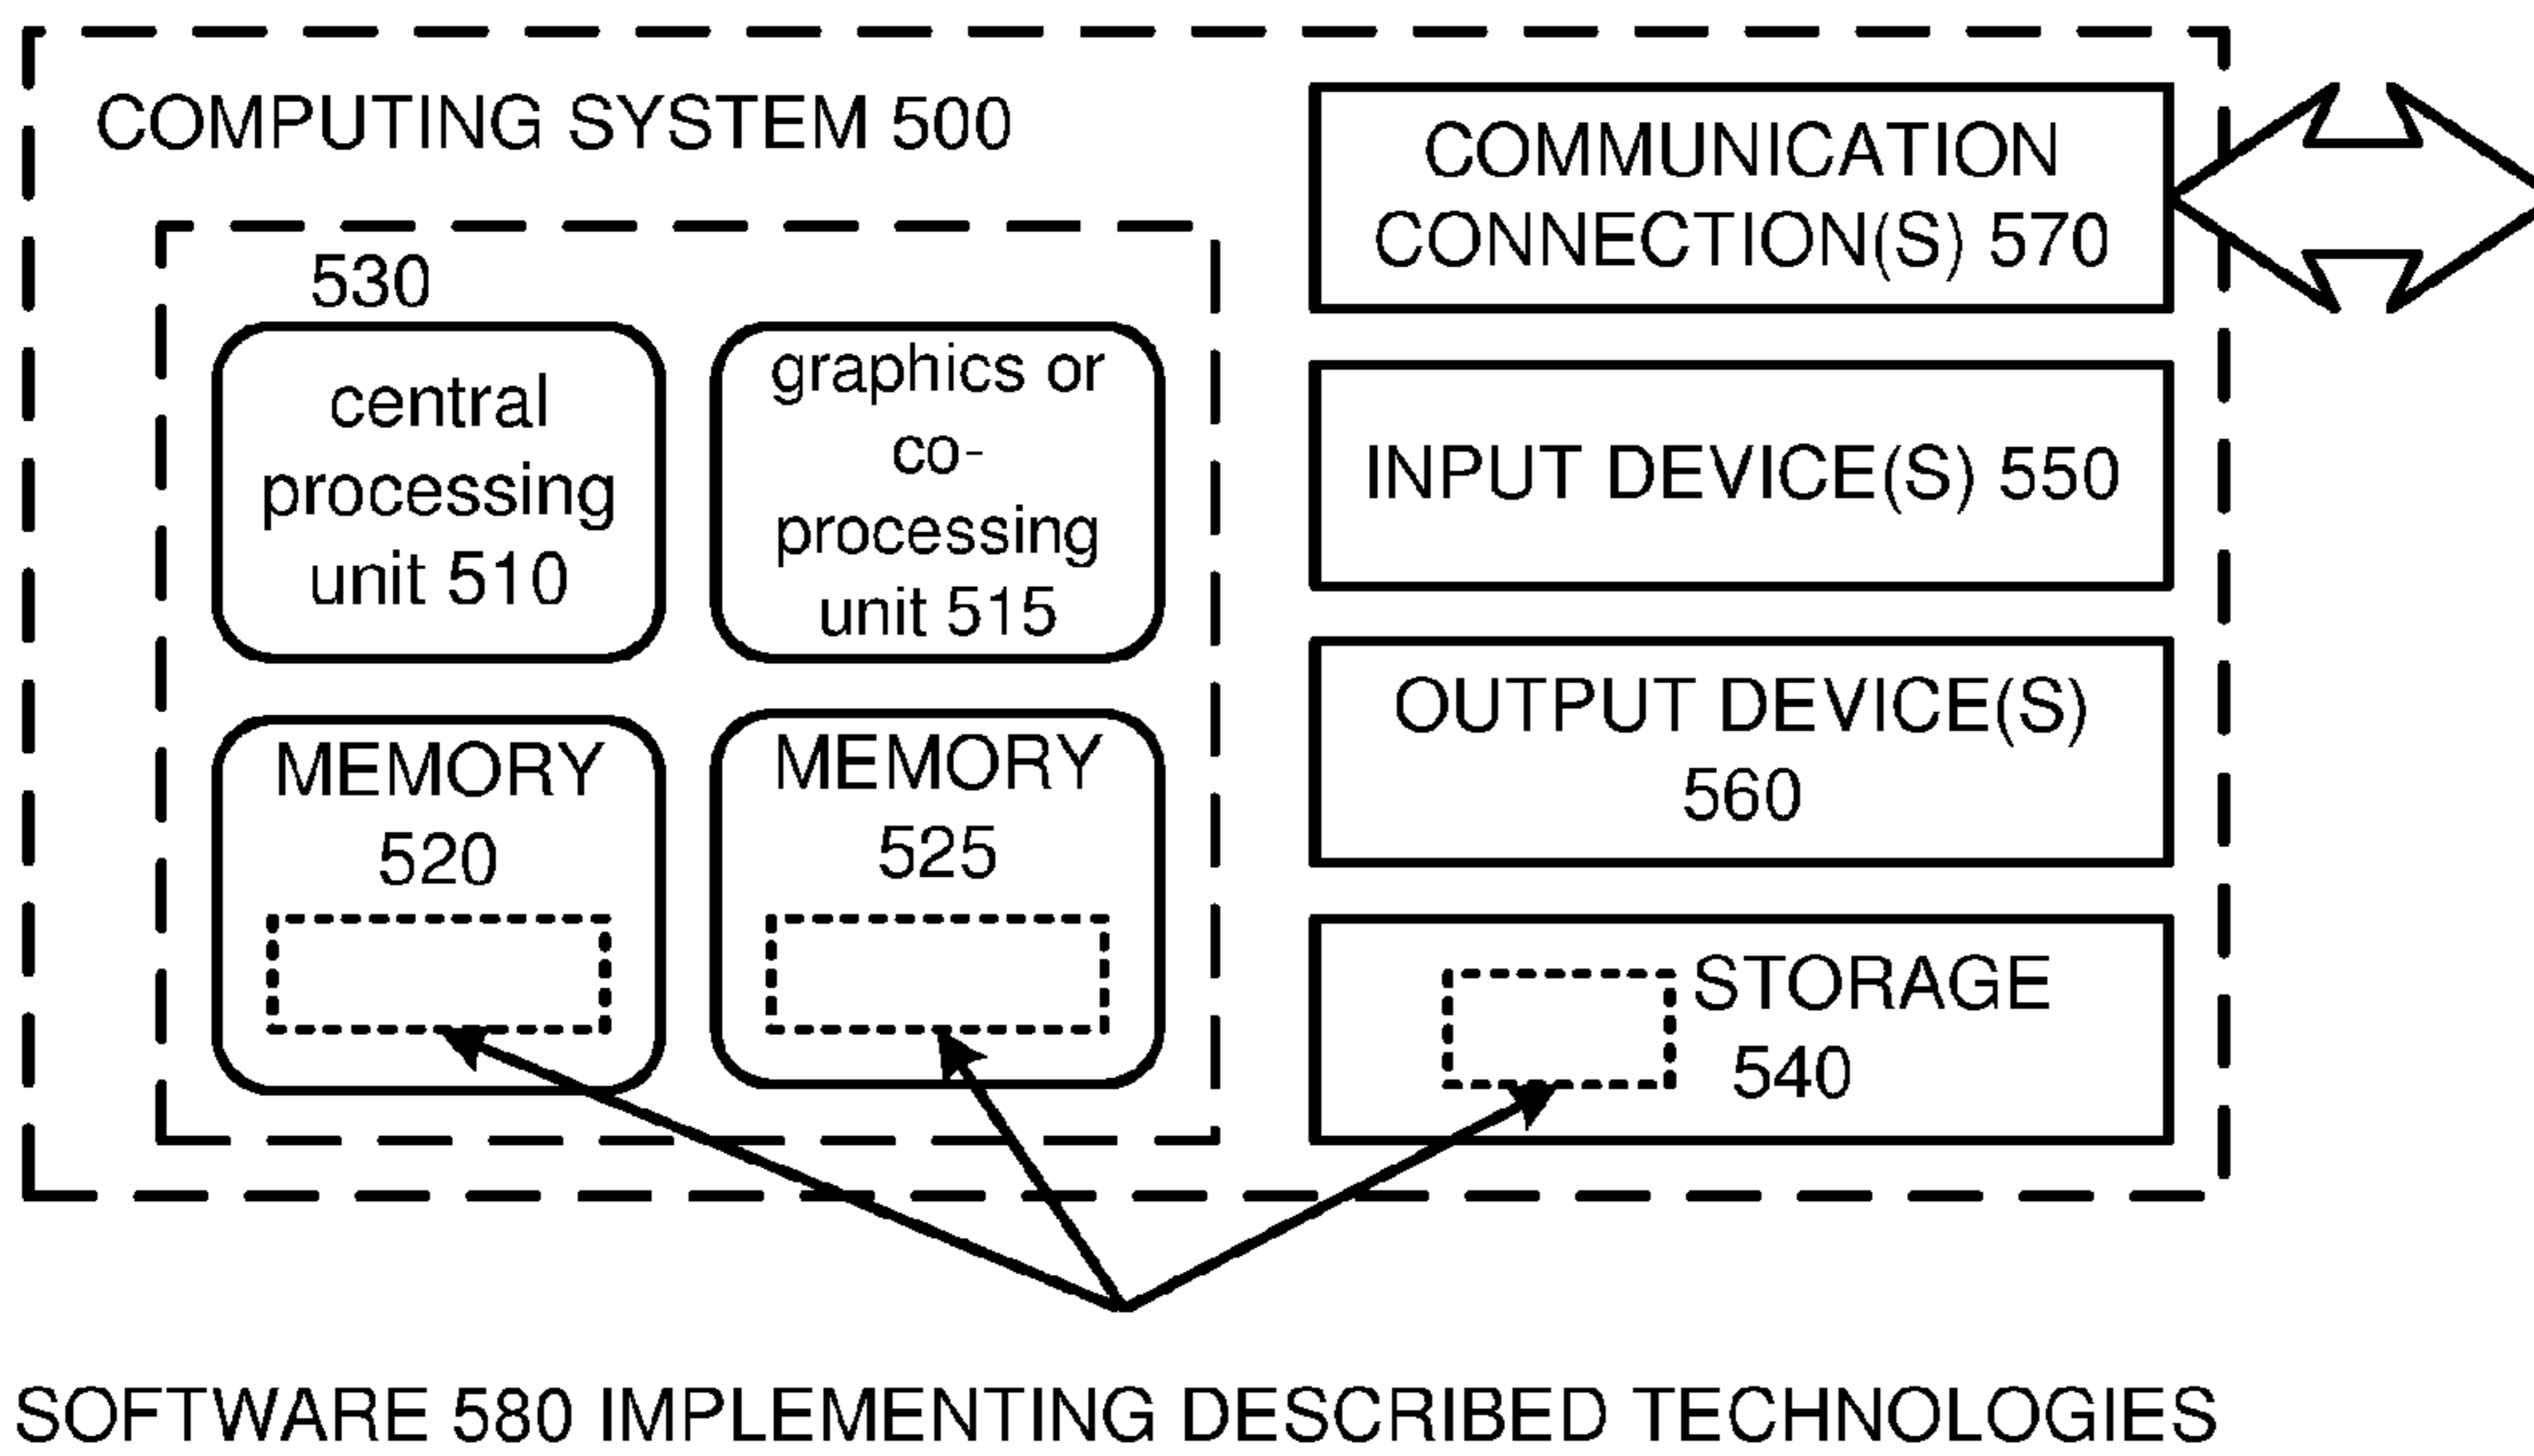 COMPUTING SYSTEM 500
530
central
processing
unit 510
graphics or
co-
processing
unit 515
MEMORY
520
MEMORY
525
COMMUNICATION
CONNECTION(S) 570
INPUT DEVICE(S) 550
OUTPUT DEVICE(S)
560
STORAGE
540
SOFTWARE 580 IMPLEMENTING DESCRIBED TECHNOLOGIES